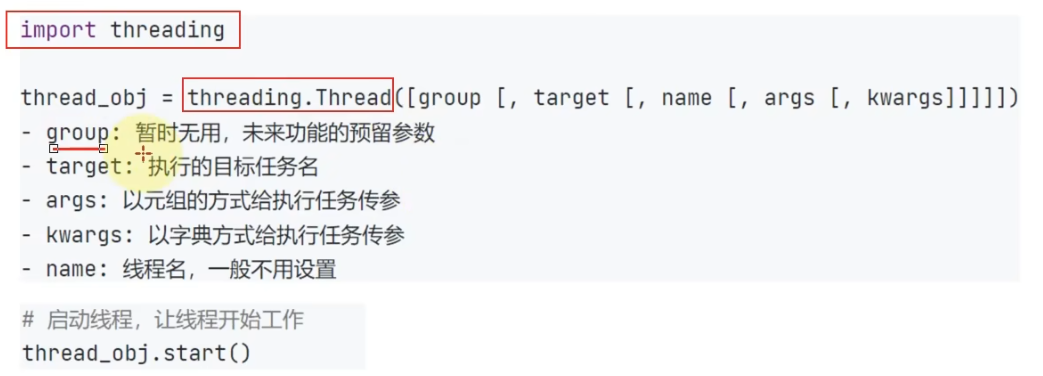 import threading
thread_obj = threading.Thread([group [, target [, name [, args [, kwargs]]]]])
- group: 暂时无用，未来功能的预留参数
- target: 执行的目标任务名
- args: 以元组的方式给执行任务传参
- kwargs: 以字典方式给执行任务传参
- name: 线程名，一般不用设置
# 启动线程，让线程开始工作
thread_obj.start()